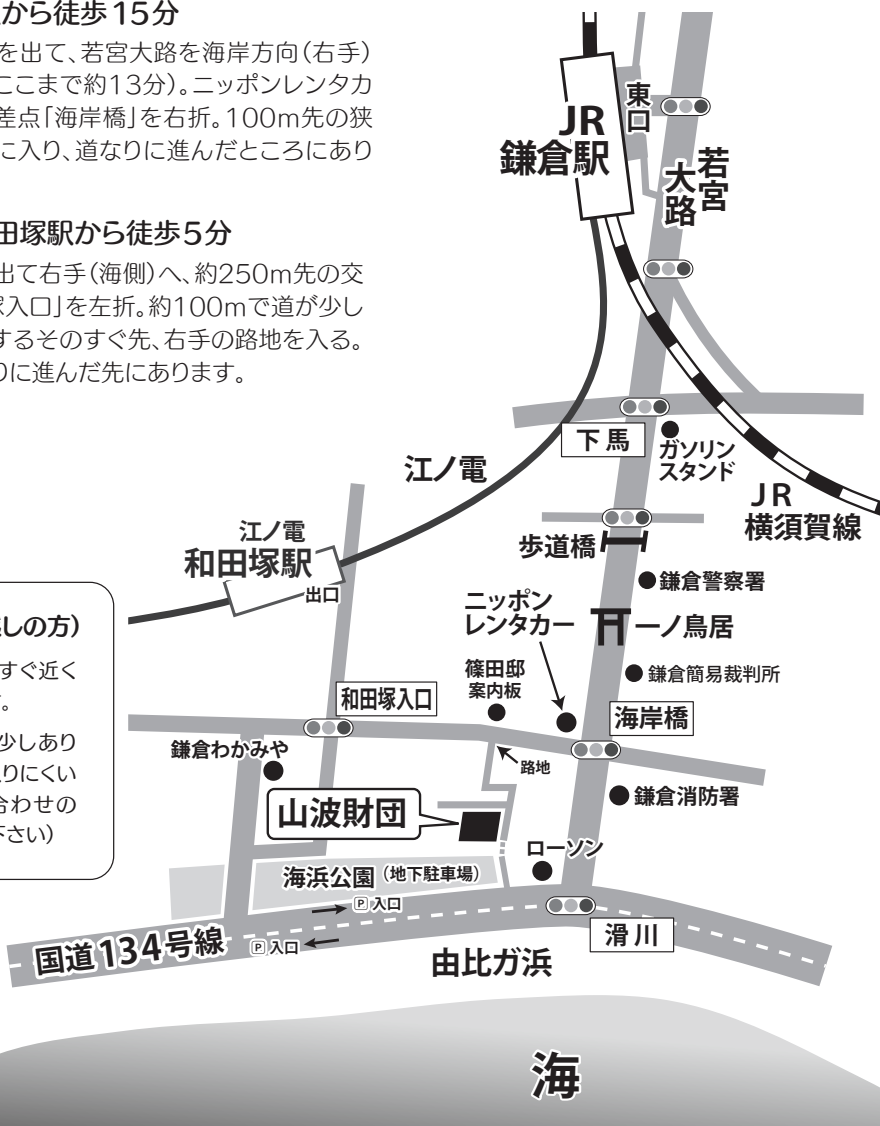 から徒歩15分
を出て、若宮大路を海岸方向(右手)
ここまで約13分)。ニッポンレンタカ
差点「海岸橋」を右折。100m先の狭
に入り、道なりに進んだところにあり
田塚駅から徒歩5分
出て右手(海側)へ、約250m先の交
入口」を左折。約100mで道が少し
するそのすぐ先、右手の路地を入る。
りに進んだ先にあります。
しの方)
すぐ近く
。
少しあり
りにくい
合わせの
下さい)
東口
JR
鎌倉駅
若宮
大路
下馬
ガソリン
スタンド
江ノ電
JR
横須賀線
歩道橋
江ノ電
和田塚駅
出口
鎌倉警察署
ニッポン
レンタカー
一ノ鳥居
篠田邸
案内板
鎌倉簡易裁判所
和田塚入口
海岸橋
鎌倉わかみや
路地
鎌倉消防署
山波財団
ローソン
海浜公園(地下駐車場)
P入口
P入口
国道134号線
滑川
由比ガ浜
海